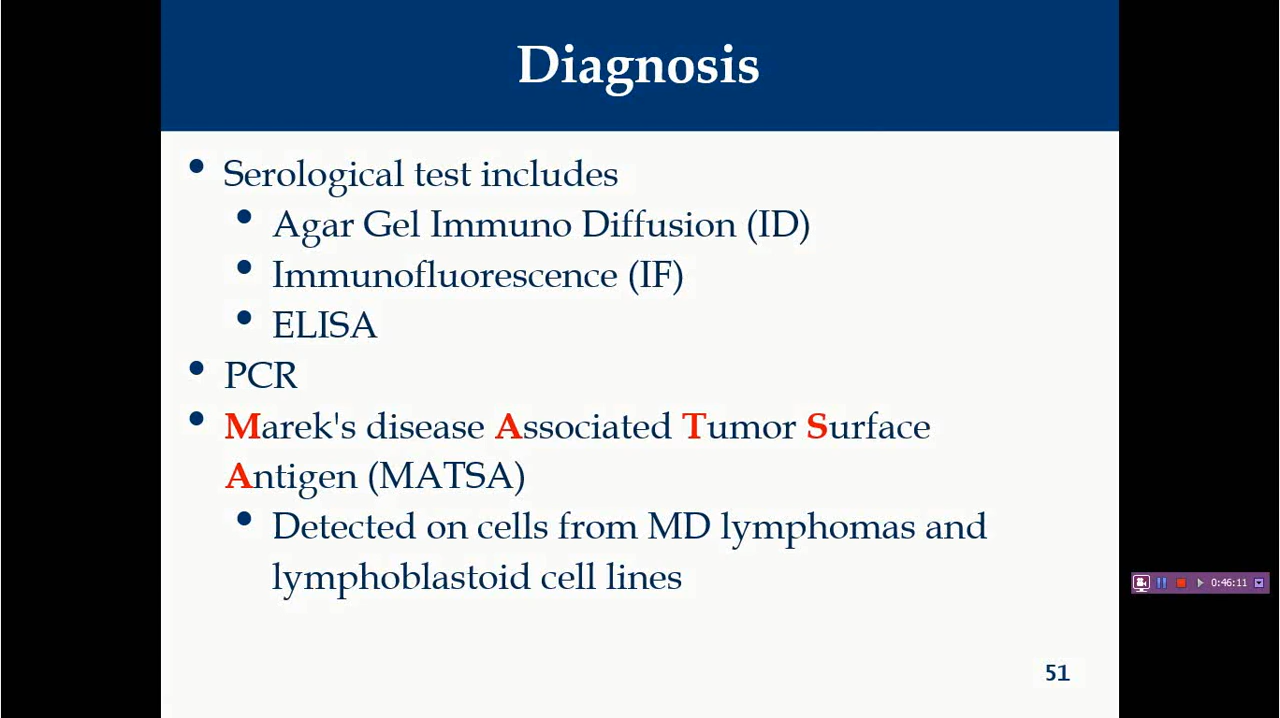 Diagnosis
• Serological test includes
• Agar Gel Immuno Diffusion (ID)
• Immunofluorescence (IF)
• ELISA
• PCR
• Marek's disease Associated Tumor Surface
Antigen (MATSA)
• Detected on cells from MD lymphomas and
lymphoblastoid cell lines
0:46:11
51